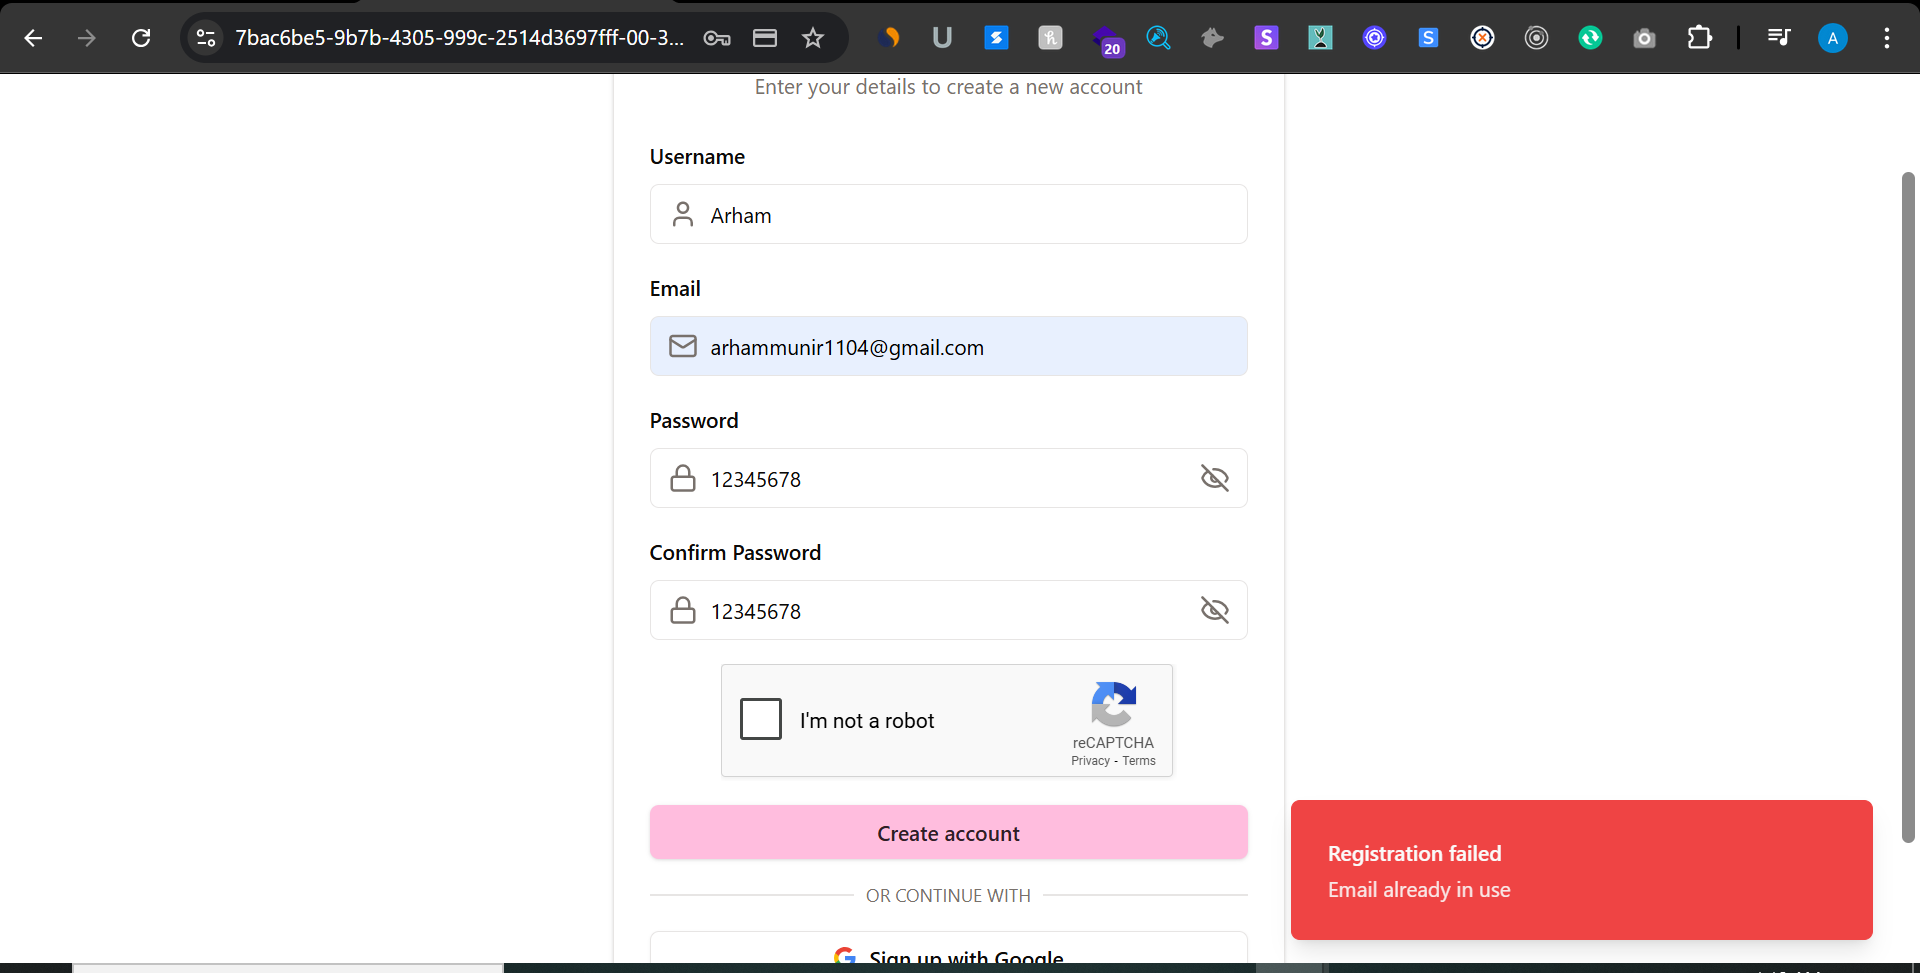 7bac6be5-9b7b-4305-999c-2514d3697fff-00-3...
20
A
Enter your details to create a new account
Username
Arham
Email
arhammunir1104@gmail.com
Password
12345678
Confirm Password
12345678
I'm not a robot
reCAPTCHA
Privacy - Terms
Create account
Registration failed
Email already in use
OR CONTINUE WITH
Sign up with Google